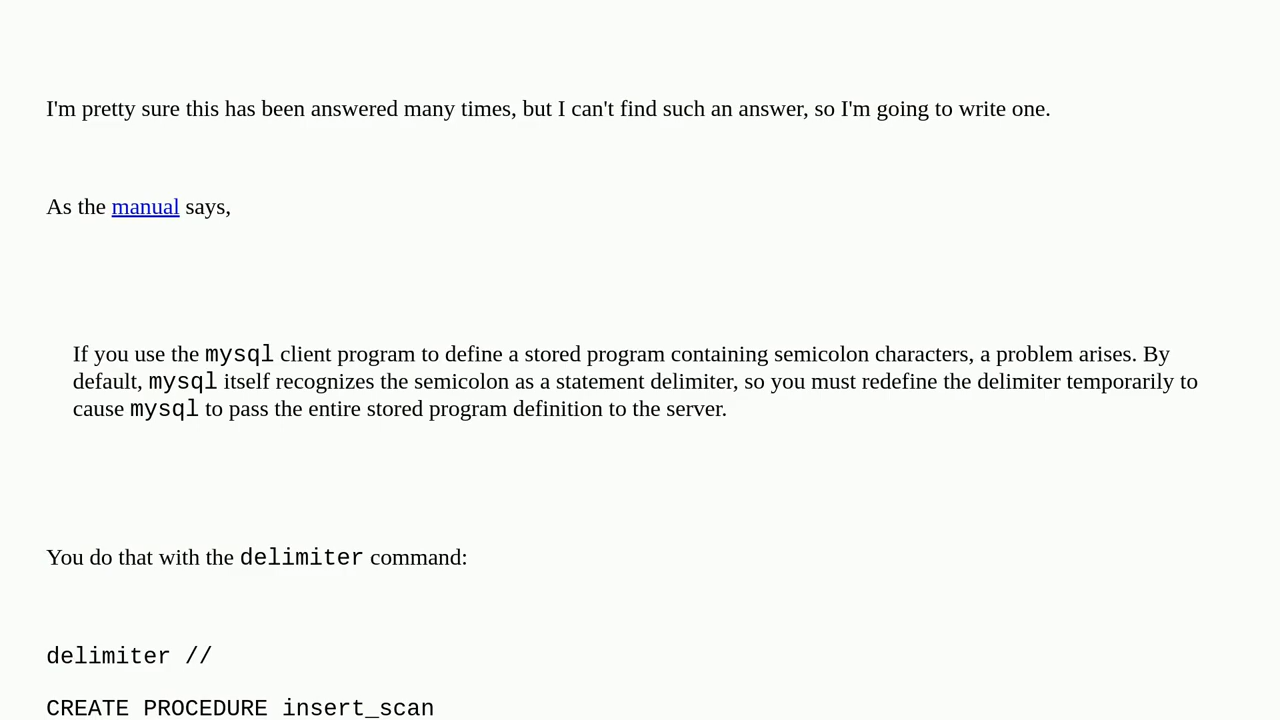 I'm pretty sure this has been answered many times, but I can't find such an answer, so I'm going to write one.
As the manual says,
If you use the mysql client program to define a stored program containing semicolon characters, a problem arises. By
default, mysql itself recognizes the semicolon as a statement delimiter, so you must redefine the delimiter temporarily to
cause mysql to pass the entire stored program definition to the server.
You do that with the delimiter command:
delimiter //
CREATE PROCEDURE insert_scan